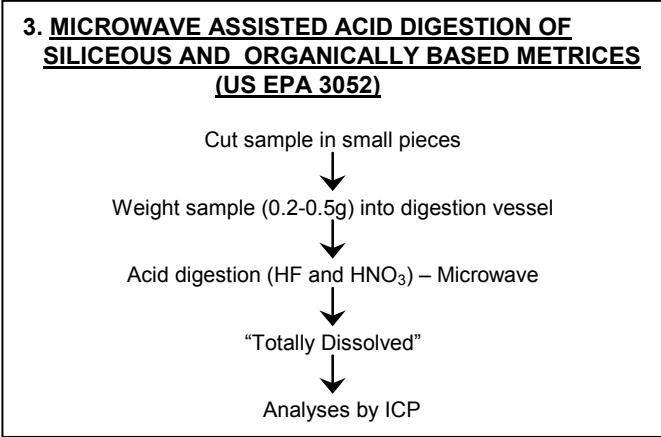 3. MICROWAVE ASSISTED ACID DIGESTION OF
SILICEOUS AND ORGANICALLY BASED METRICES
(US EPA 3052)
Cut sample in small pieces
Weight sample (0.2-0.5g) into digestion vessel
Acid digestion (HF and HNO₃) – Microwave
“Totally Dissolved”
Analyses by ICP